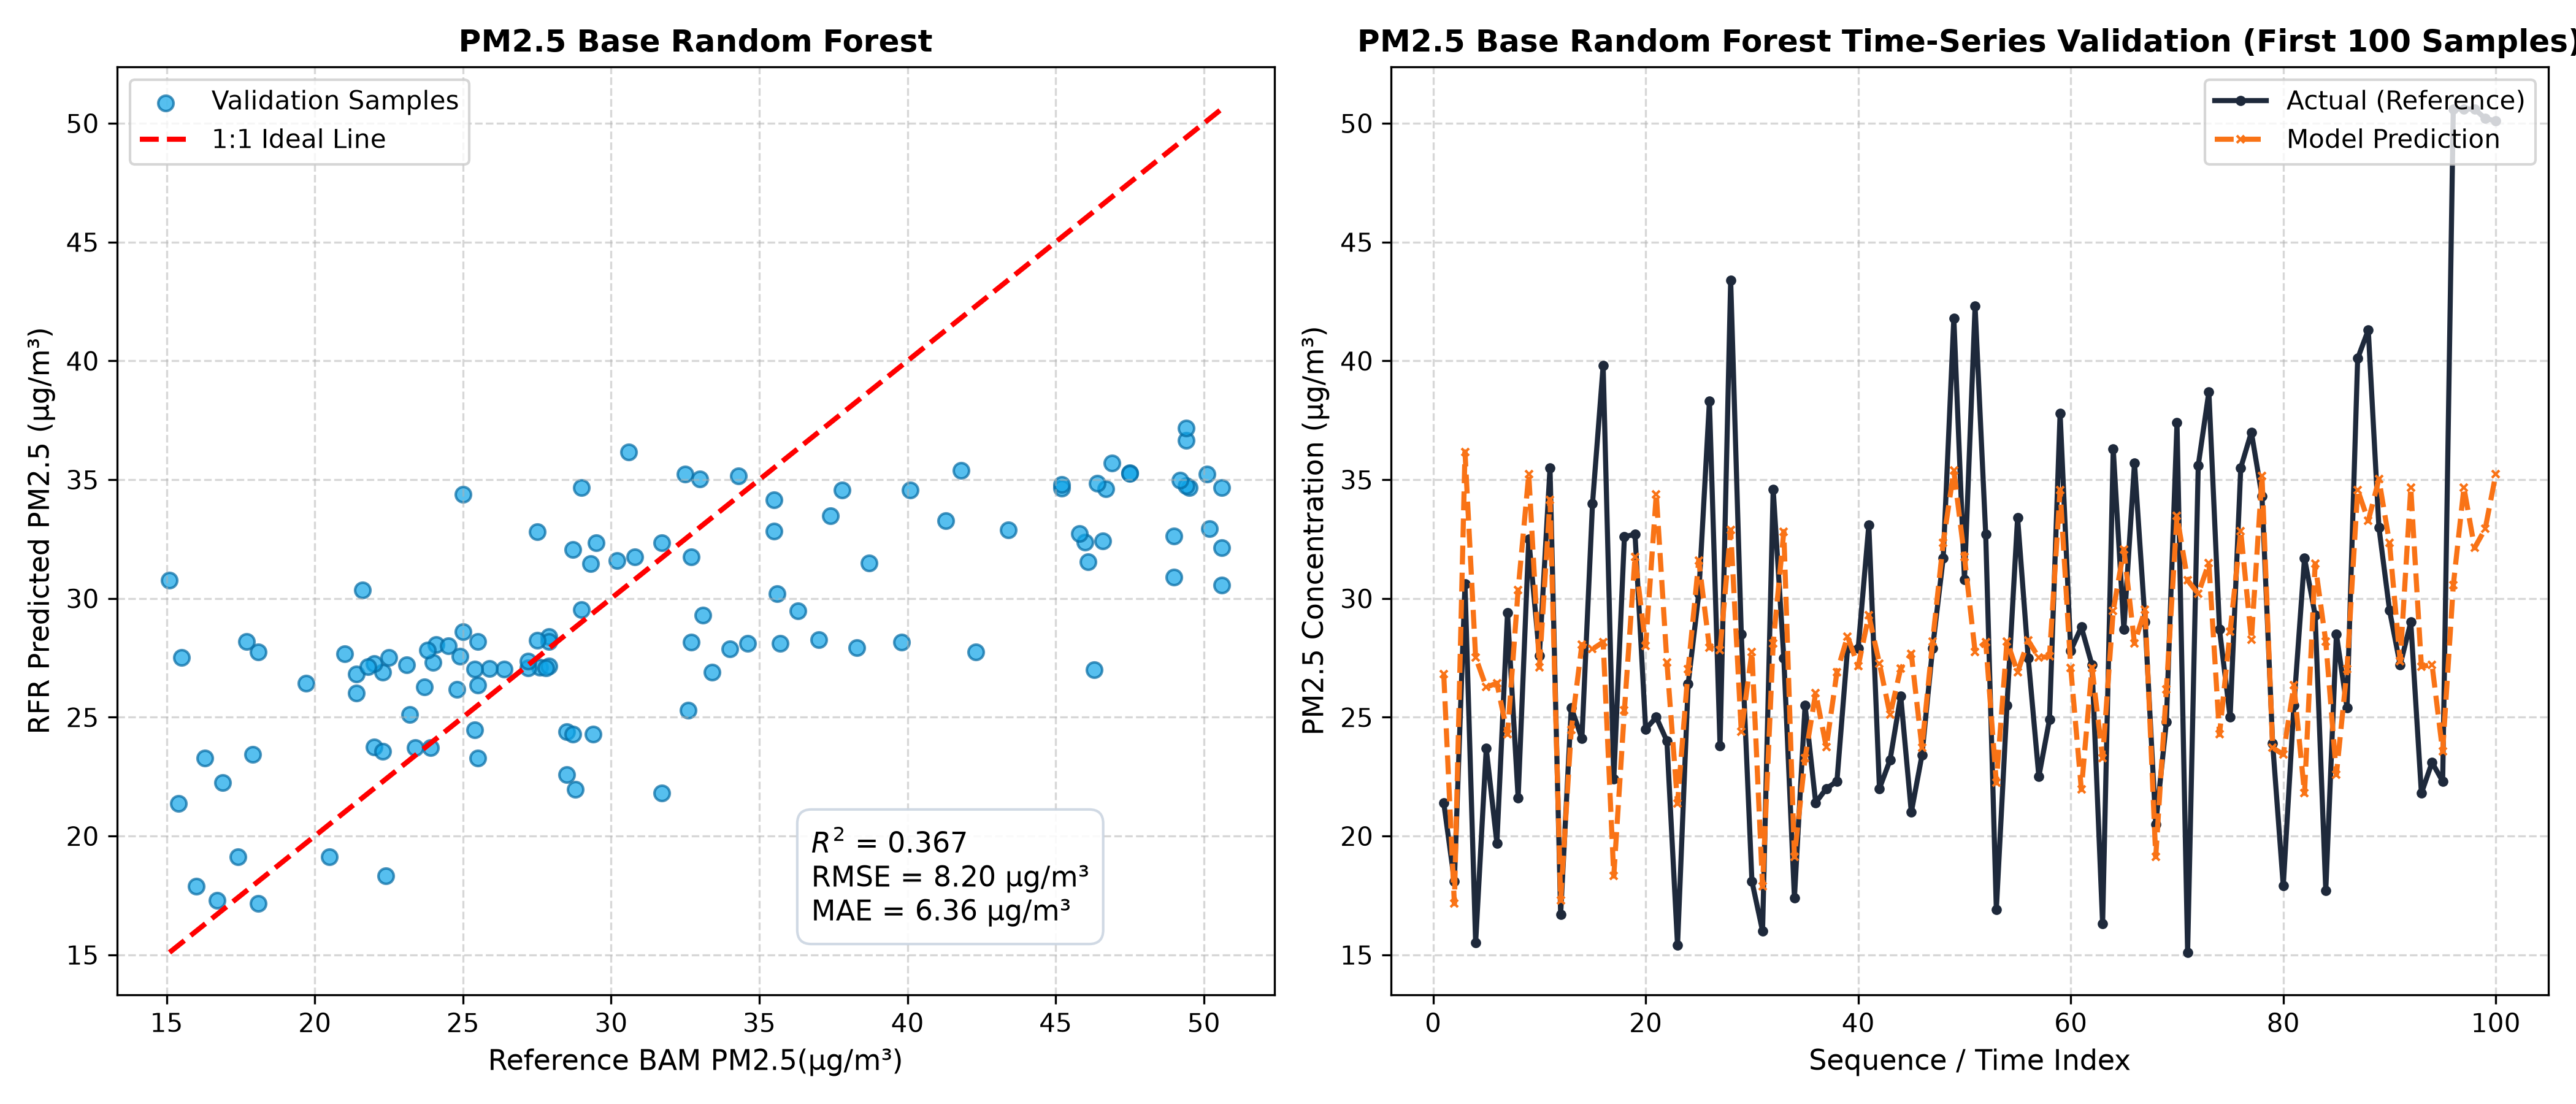 PM2.5 Base Random Forest
Validation Samples
1:1 Ideal Line
RFR Predicted PM2.5 (µg/m³)
50
45
40
35
30
25
20
15
R² = 0.367
RMSE = 8.20 µg/m³
MAE = 6.36 µg/m³
15 20 25 30 35 40 45 50
Reference BAM PM2.5(µg/m³)
PM2.5 Base Random Forest Time-Series Validation (First 100 Samples)
Actual (Reference)
Model Prediction
PM2.5 Concentration (µg/m³)
50
45
40
35
30
25
20
15
0 20 40 60 80 100
Sequence / Time Index